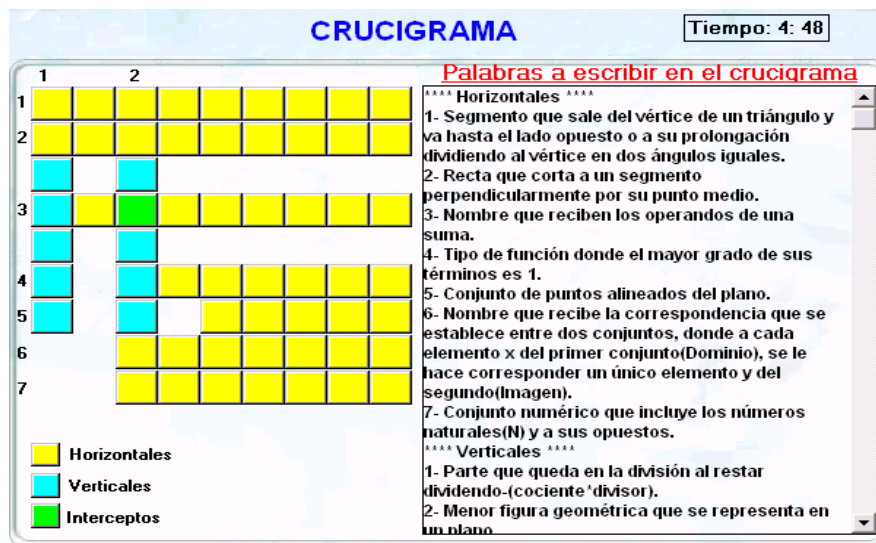 CRUCIGRAMA
Tiempo: 4: 48
1 2
1
2
3
4
5
6
7
Horizontales
Verticales
Interceptos
Palabras a escribir en el crucigrama
**** Horizontales ****
1- Segmento que sale del vértice de un triángulo y
va hasta el lado opuesto o a su prolongación
dividiendo al vértice en dos ángulos iguales.
2- Recta que corta a un segmento
perpendicularmente por su punto medio.
3- Nombre que reciben los operandos de una
suma.
4- Tipo de función donde el mayor grado de sus
términos es 1.
5- Conjunto de puntos alineados del plano.
6- Nombre que recibe la correspondencia que se
establece entre dos conjuntos, donde a cada
elemento x del primer conjunto(Dominio), se le
hace corresponder un único elemento y del
segundo(Imagen).
7- Conjunto numérico que incluye los números
naturales(N) y a sus opuestos.
**** Verticales ****
1- Parte que queda en la división al restar
dividendo-(cociente*divisor).
2- Menor figura geométrica que se representa en
un plano